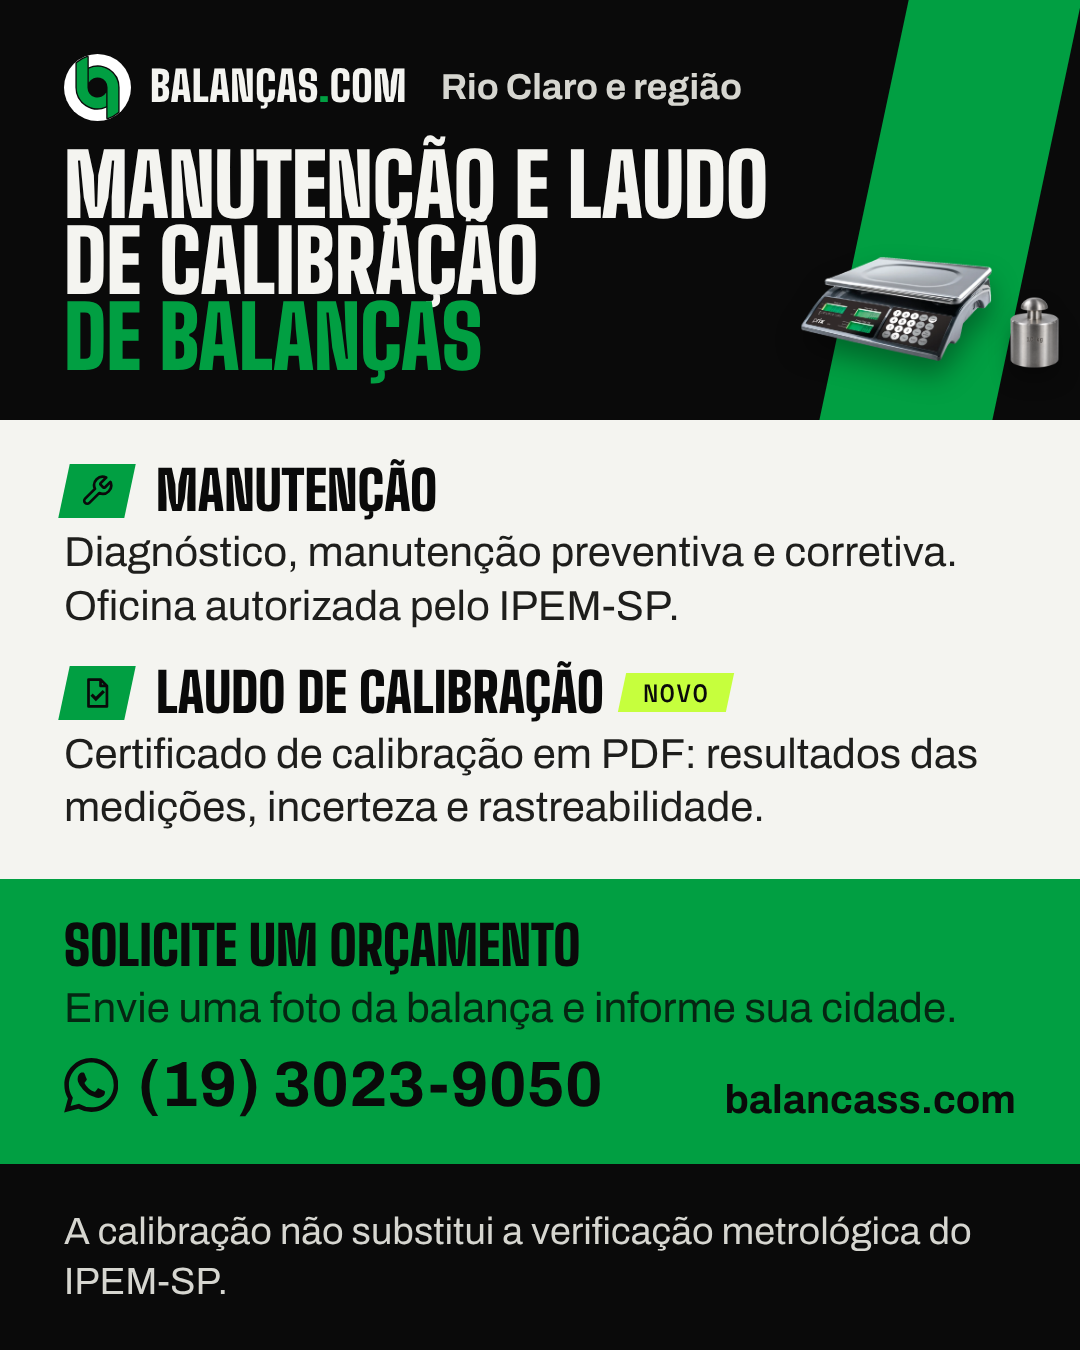 BALANÇAS.COM Rio Claro e região
MANUTENÇÃO E LAUDO
DE CALIBRAÇÃO
DE BALANÇAS
MANUTENÇÃO
Diagnóstico, manutenção preventiva e corretiva.
Oficina autorizada pelo IPEM-SP.
LAUDO DE CALIBRAÇÃO NOVO
Certificado de calibração em PDF: resultados das
medições, incerteza e rastreabilidade.
SOLICITE UM ORÇAMENTO
Envie uma foto da balança e informe sua cidade.
(19) 3023-9050
balancass.com
A calibração não substitui a verificação metrológica do
IPEM-SP.